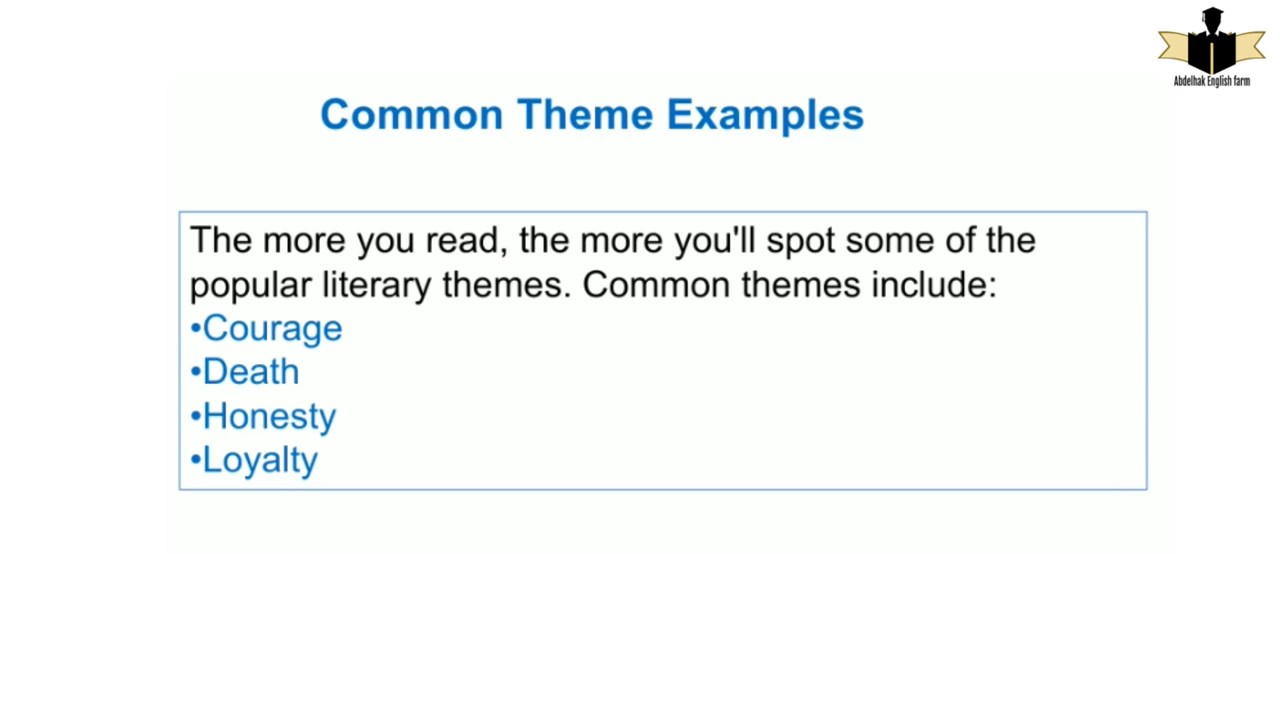 Abdelhak English farm
Common Theme Examples
The more you read, the more you'll spot some of the
popular literary themes. Common themes include:
•Courage
•Death
•Honesty
•Loyalty